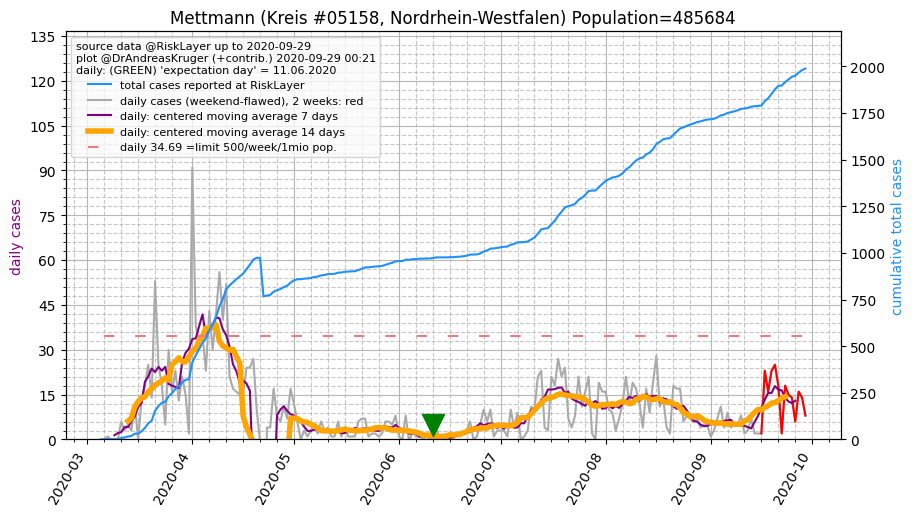 Mettmann (Kreis #05158, Nordrhein-Westfalen) Population=485684
source data @RiskLayer up to 2020-09-29
plot @DrAndreasKruger (+contrib.) 2020-09-29 00:21
daily: (GREEN) 'expectation day' = 11.06.2020
total cases reported at RiskLayer
daily cases (weekend-flawed), 2 weeks: red
daily: centered moving average 7 days
daily: centered moving average 14 days
daily 34.69 =limit 500/week/1mio pop.
daily cases
135
120
105
90
75
60
45
30
15
0
cumulative total cases
2000
1750
1500
1250
1000
750
500
250
0
2020-03
2020-04
2020-05
2020-06
2020-07
2020-08
2020-09
2020-10